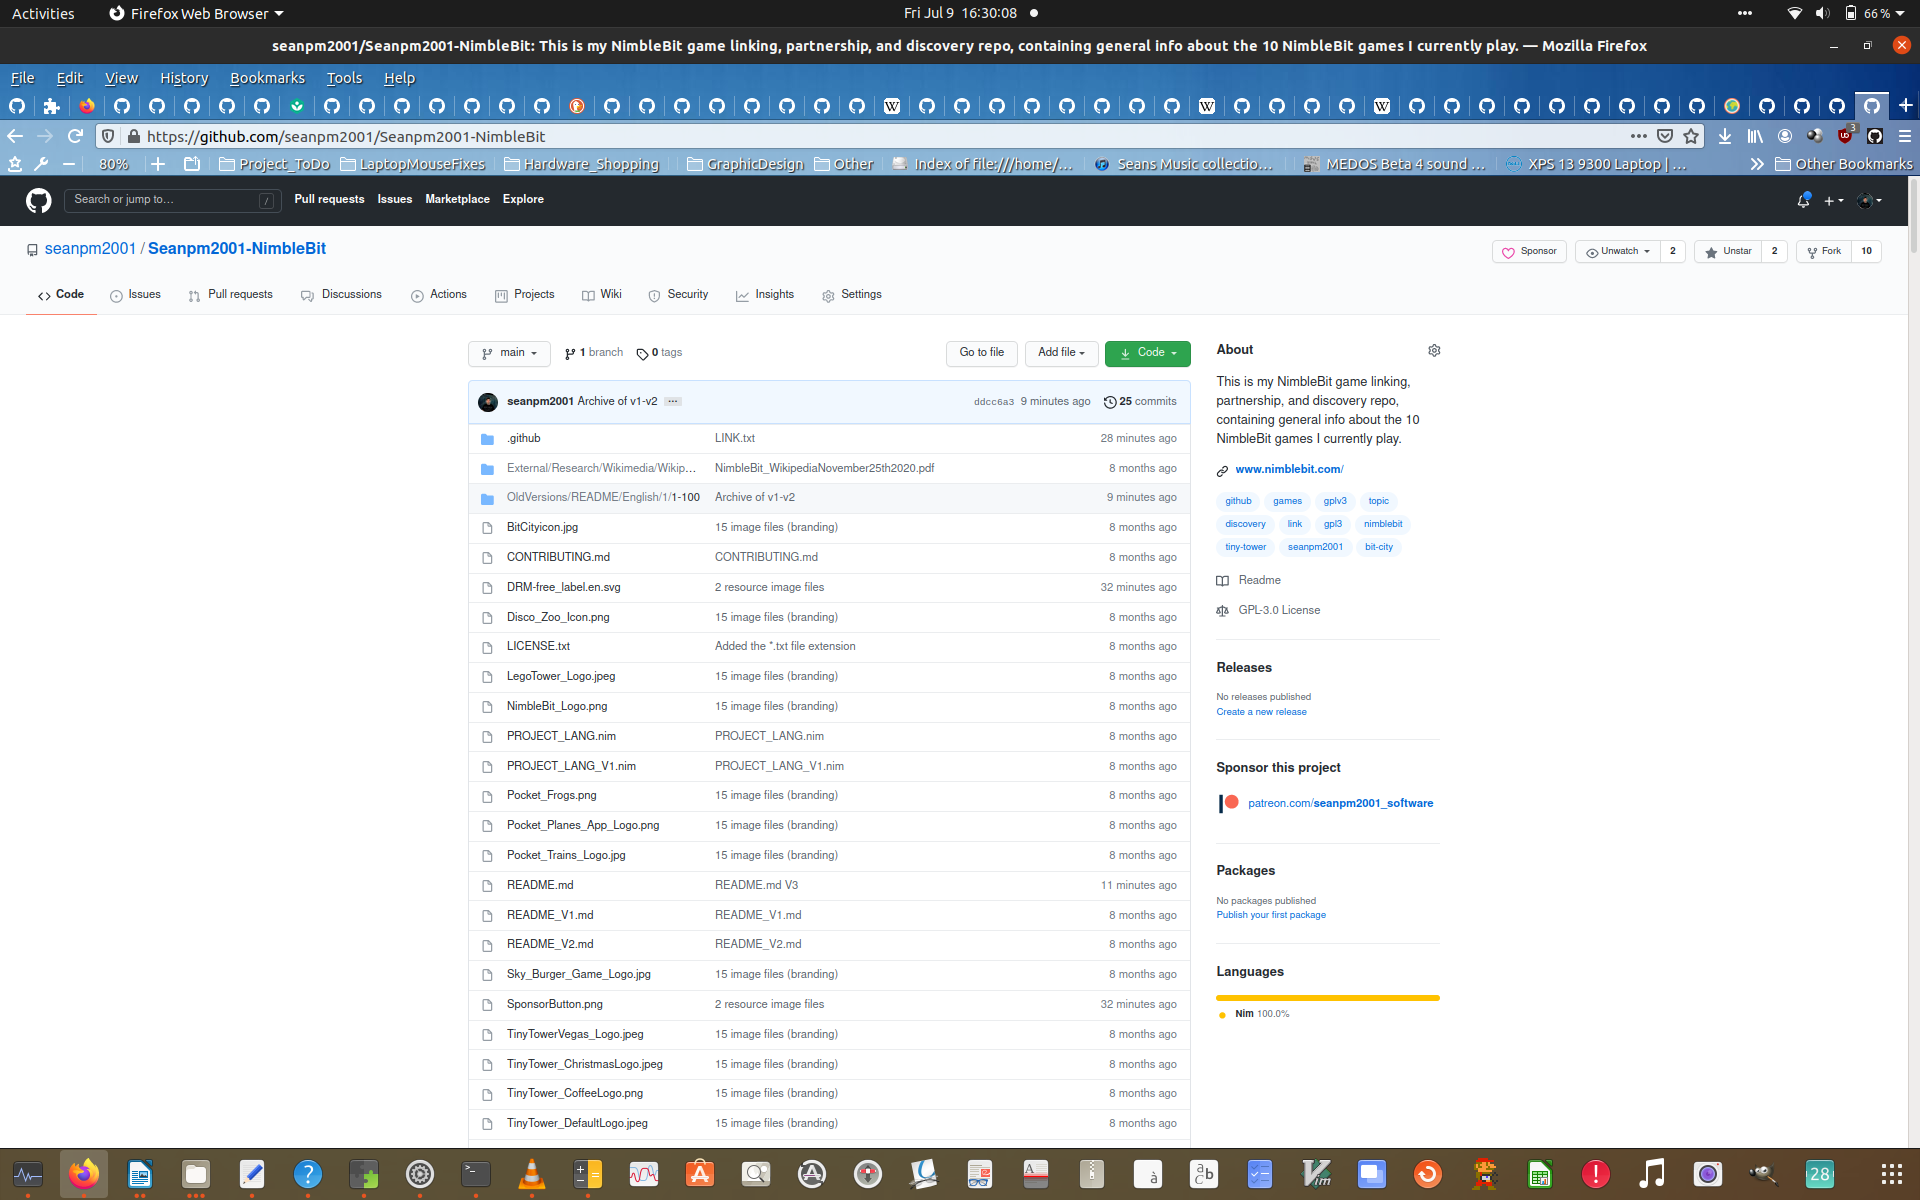 Activities
Firefox Web Browser
Fri Jul 9 16:30:08
66 %
seanpm2001/Seanpm2001-NimbleBit: This is my NimbleBit game linking, partnership, and discovery repo, containing general info about the 10 NimbleBit games I currently play. — Mozilla Firefox
File Edit View History Bookmarks Tools Help
https://github.com/seanpm2001/Seanpm2001-NimbleBit
3
80%
Project_ToDo
LaptopMouseFixes
Hardware_Shopping
GraphicDesign
Other
Index of file:///home/...
Seans Music collectio...
MEDOS Beta 4 sound ...
XPS 13 9300 Laptop | ...
Other Bookmarks
Search or jump to... /
Pull requests Issues Marketplace Explore
seanpm2001 / Seanpm2001-NimbleBit
Sponsor
Unwatch 2
Unstar 2
Fork 10
Code Issues Pull requests Discussions Actions Projects Wiki Security Insights Settings
main 1 branch 0 tags
Go to file Add file Code
seanpm2001 Archive of v1-v2 ... ddcc6a3 9 minutes ago 25 commits
.github LINK.txt 28 minutes ago
External/Research/Wikimedia/Wikip... NimbleBit_WikipediaNovember25th2020.pdf 8 months ago
OldVersions/README/English/1/1-100 Archive of v1-v2 9 minutes ago
BitCityicon.jpg 15 image files (branding) 8 months ago
CONTRIBUTING.md CONTRIBUTING.md 8 months ago
DRM-free_label.en.svg 2 resource image files 32 minutes ago
Disco_Zoo_Icon.png 15 image files (branding) 8 months ago
LICENSE.txt Added the *.txt file extension 8 months ago
LegoTower_Logo.jpeg 15 image files (branding) 8 months ago
NimbleBit_Logo.png 15 image files (branding) 8 months ago
PROJECT_LANG.nim PROJECT_LANG.nim 8 months ago
PROJECT_LANG_V1.nim PROJECT_LANG_V1.nim 8 months ago
Pocket_Frogs.png 15 image files (branding) 8 months ago
Pocket_Planes_App_Logo.png 15 image files (branding) 8 months ago
Pocket_Trains_Logo.jpg 15 image files (branding) 8 months ago
README.md README.md V3 11 minutes ago
README_V1.md README_V1.md 8 months ago
README_V2.md README_V2.md 8 months ago
Sky_Burger_Game_Logo.jpg 15 image files (branding) 8 months ago
SponsorButton.png 2 resource image files 32 minutes ago
TinyTowerVegas_Logo.jpeg 15 image files (branding) 8 months ago
TinyTower_ChristmasLogo.jpeg 15 image files (branding) 8 months ago
TinyTower_CoffeeLogo.png 15 image files (branding) 8 months ago
TinyTower_DefaultLogo.jpeg 15 image files (branding) 8 months ago
About
This is my NimbleBit game linking,
partnership, and discovery repo,
containing general info about the 10
NimbleBit games I currently play.
www.nimblebit.com/
github games gplv3 topic
discovery link gpl3 nimblebit
tiny-tower seanpm2001 bit-city
Readme
GPL-3.0 License
Releases
No releases published
Create a new release
Sponsor this project
patreon.com/seanpm2001_software
Packages
No packages published
Publish your first package
Languages
Nim 100.0%
28